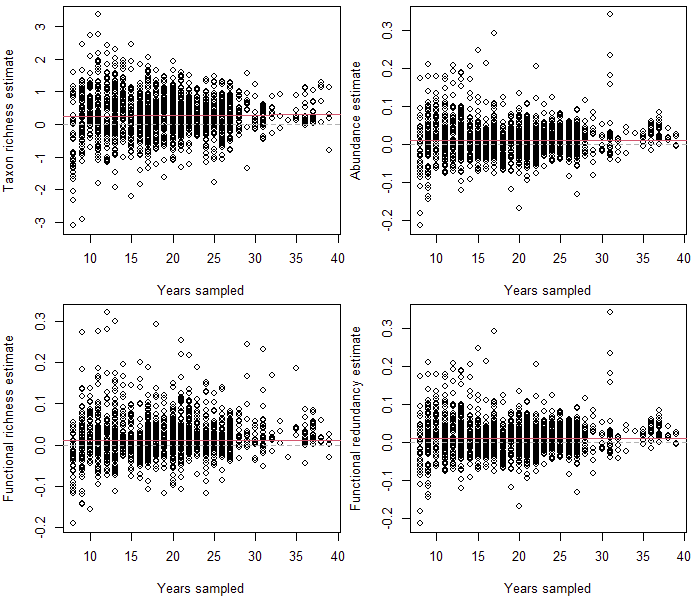 Taxon richness estimate
3
2
1
0
-1
-2
-3
10 15 20 25 30 35 40
Years sampled
Abundance estimate
0.3
0.2
0.1
0.0
-0.1
-0.2
10 15 20 25 30 35 40
Years sampled
Functional richness estimate
0.3
0.2
0.1
0.0
-0.1
-0.2
10 15 20 25 30 35 40
Years sampled
Functional redundancy estimate
0.3
0.2
0.1
0.0
-0.1
-0.2
10 15 20 25 30 35 40
Years sampled